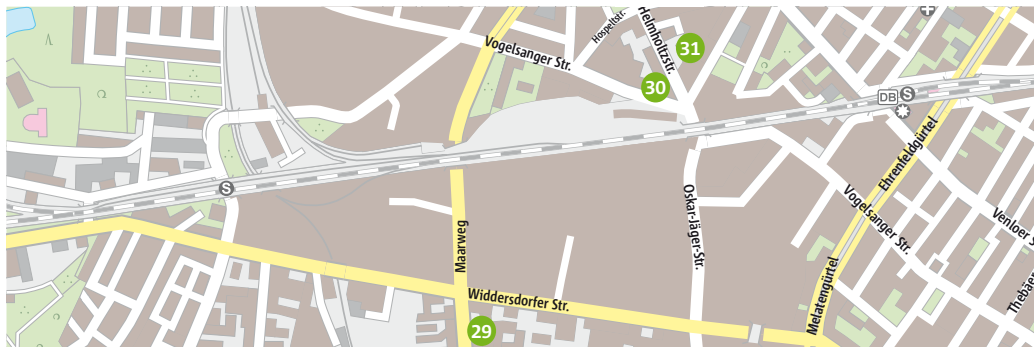 Hospeltstr.
Helmholtzstr.
31
Vogelsanger Str.
30
DB
S
Ehrenfeldgürtel
S
Oskar-Jäger-Str.
Vogelsanger Str.
Venloer S
Maarweg
Thebäer
Melatengürtel
Widdersdorfer Str.
29